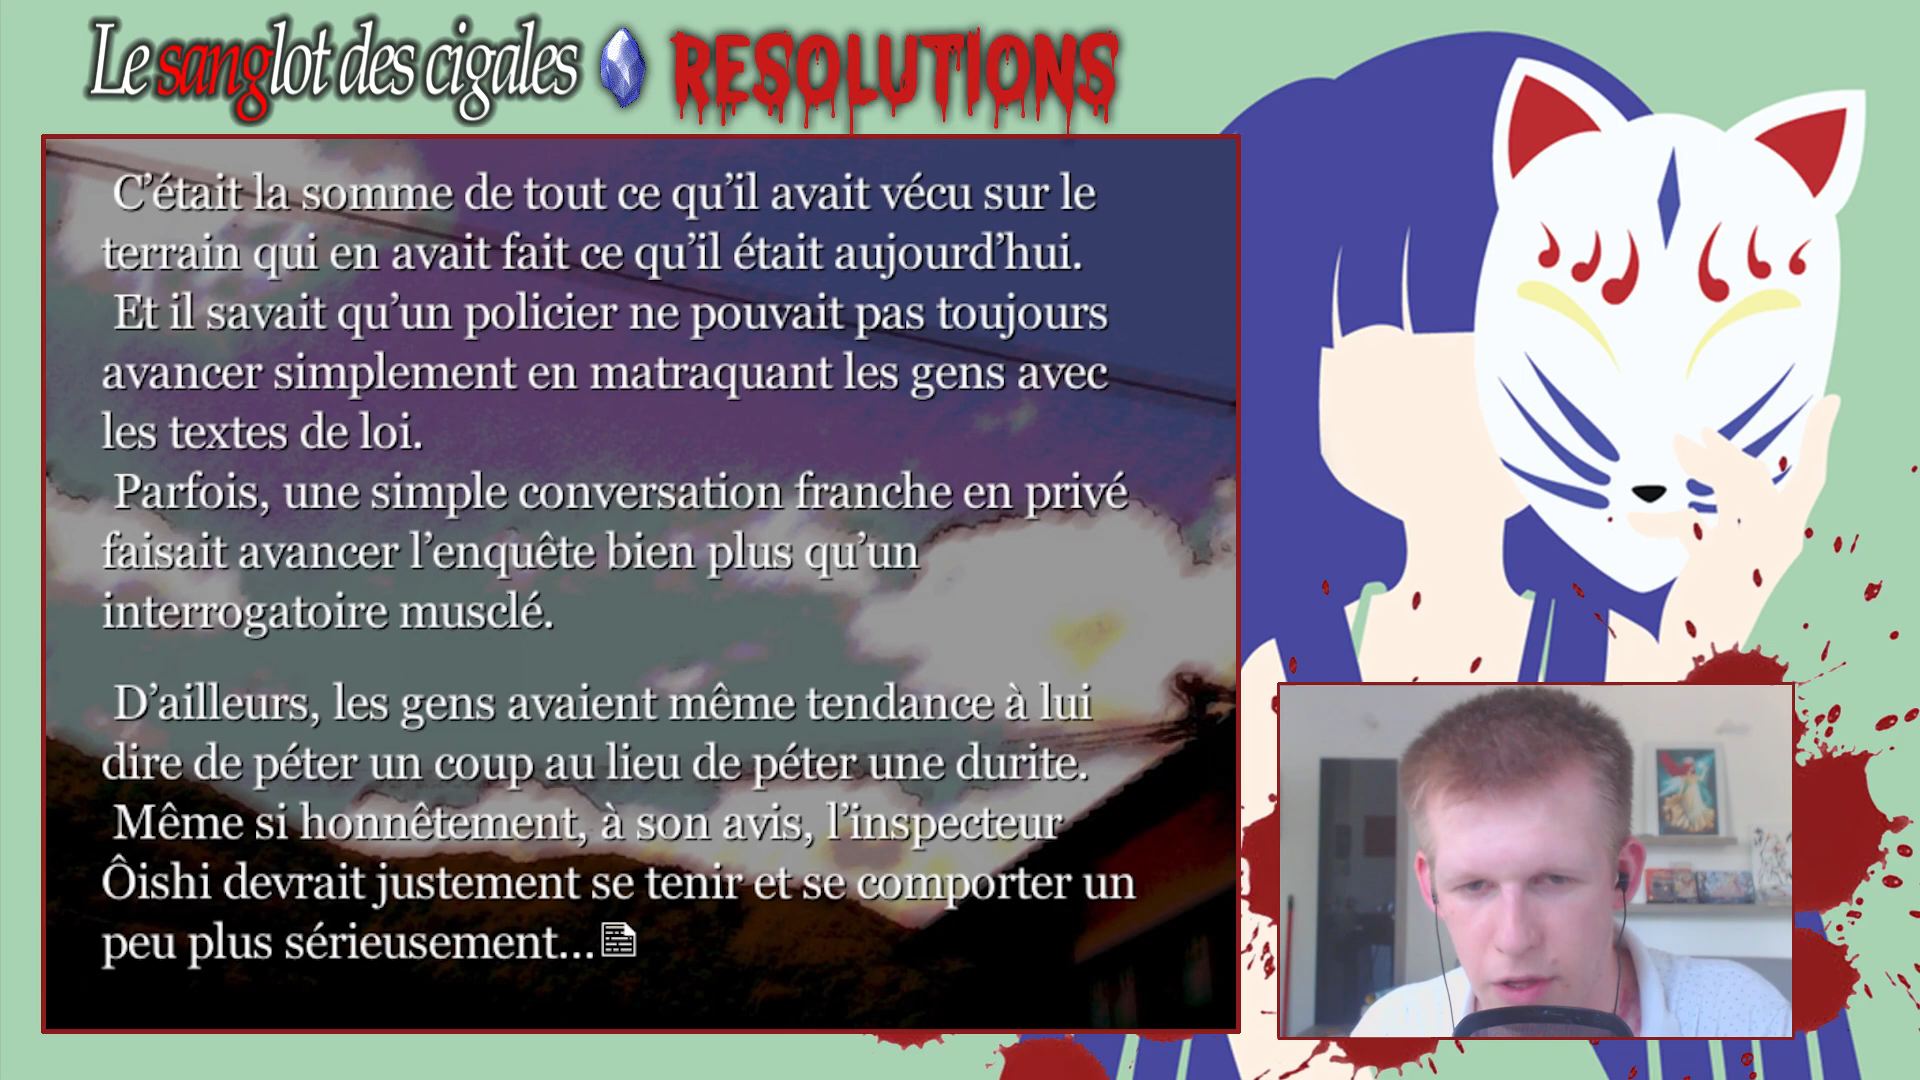 Le sanglot des cigales RESOLUTIONS
C’était la somme de tout ce qu’il avait vécu sur le
terrain qui en avait fait ce qu’il était aujourd’hui.
Et il savait qu’un policier ne pouvait pas toujours
avancer simplement en matraquant les gens avec
les textes de loi.
Parfois, une simple conversation franche en privé
faisait avancer l’enquête bien plus qu’un
interrogatoire musclé.
D’ailleurs, les gens avaient même tendance à lui
dire de péter un coup au lieu de péter une durite.
Même si honnêtement, à son avis, l’inspecteur
Ôishi devrait justement se tenir et se comporter un
peu plus sérieusement...